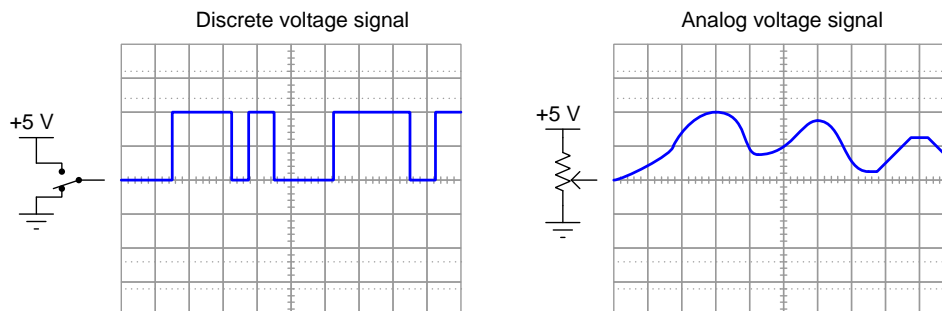 Discrete voltage signal
Analog voltage signal
+5 V
+5 V